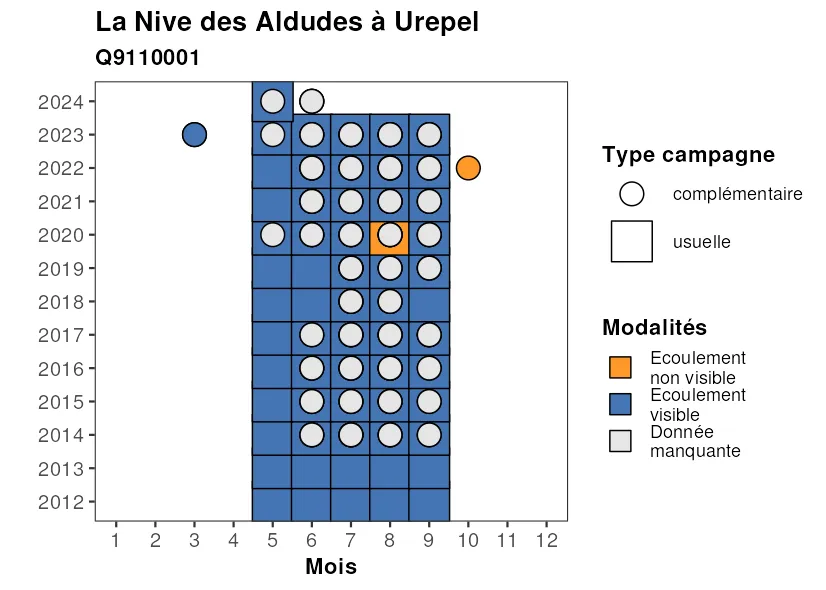 La Nive des Aldudes à Urepel
Q9110001
2024
2023
2022
2021
2020
2019
2018
2017
2016
2015
2014
2013
2012
1 2 3 4 5 6 7 8 9 10 11 12
Mois
Type campagne
complémentaire
usuelle
Modalités
Ecoulement
non visible
Ecoulement
visible
Donnée
manquante